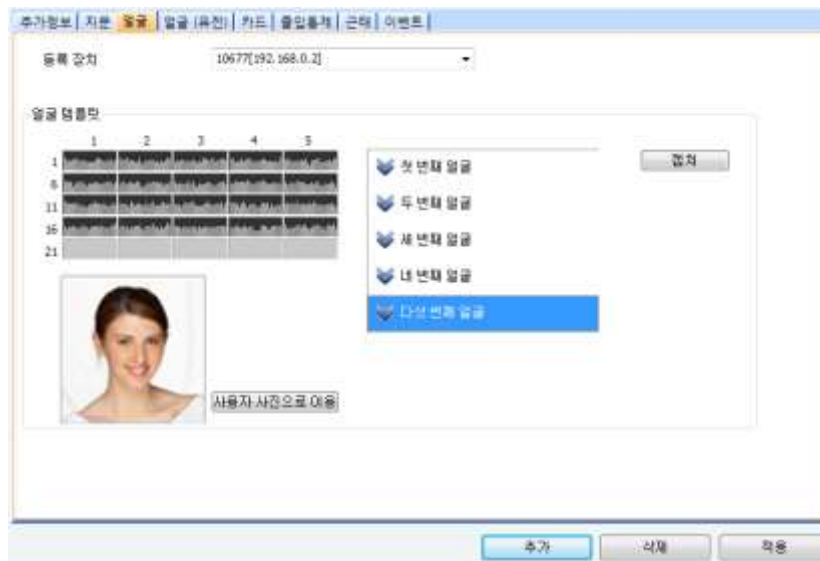 추가정보 지문 얼굴 얼굴 (퓨전) 카드 출입통제 근태 이벤트
등록 장치 10677[192.168.0.2]
얼굴 템플릿
1 2 3 4 5
1
6
11
16
21
첫 번째 얼굴
두 번째 얼굴
세 번째 얼굴
네 번째 얼굴
다섯 번째 얼굴
캡처
사용자 사진으로 이용
추가 삭제 적용